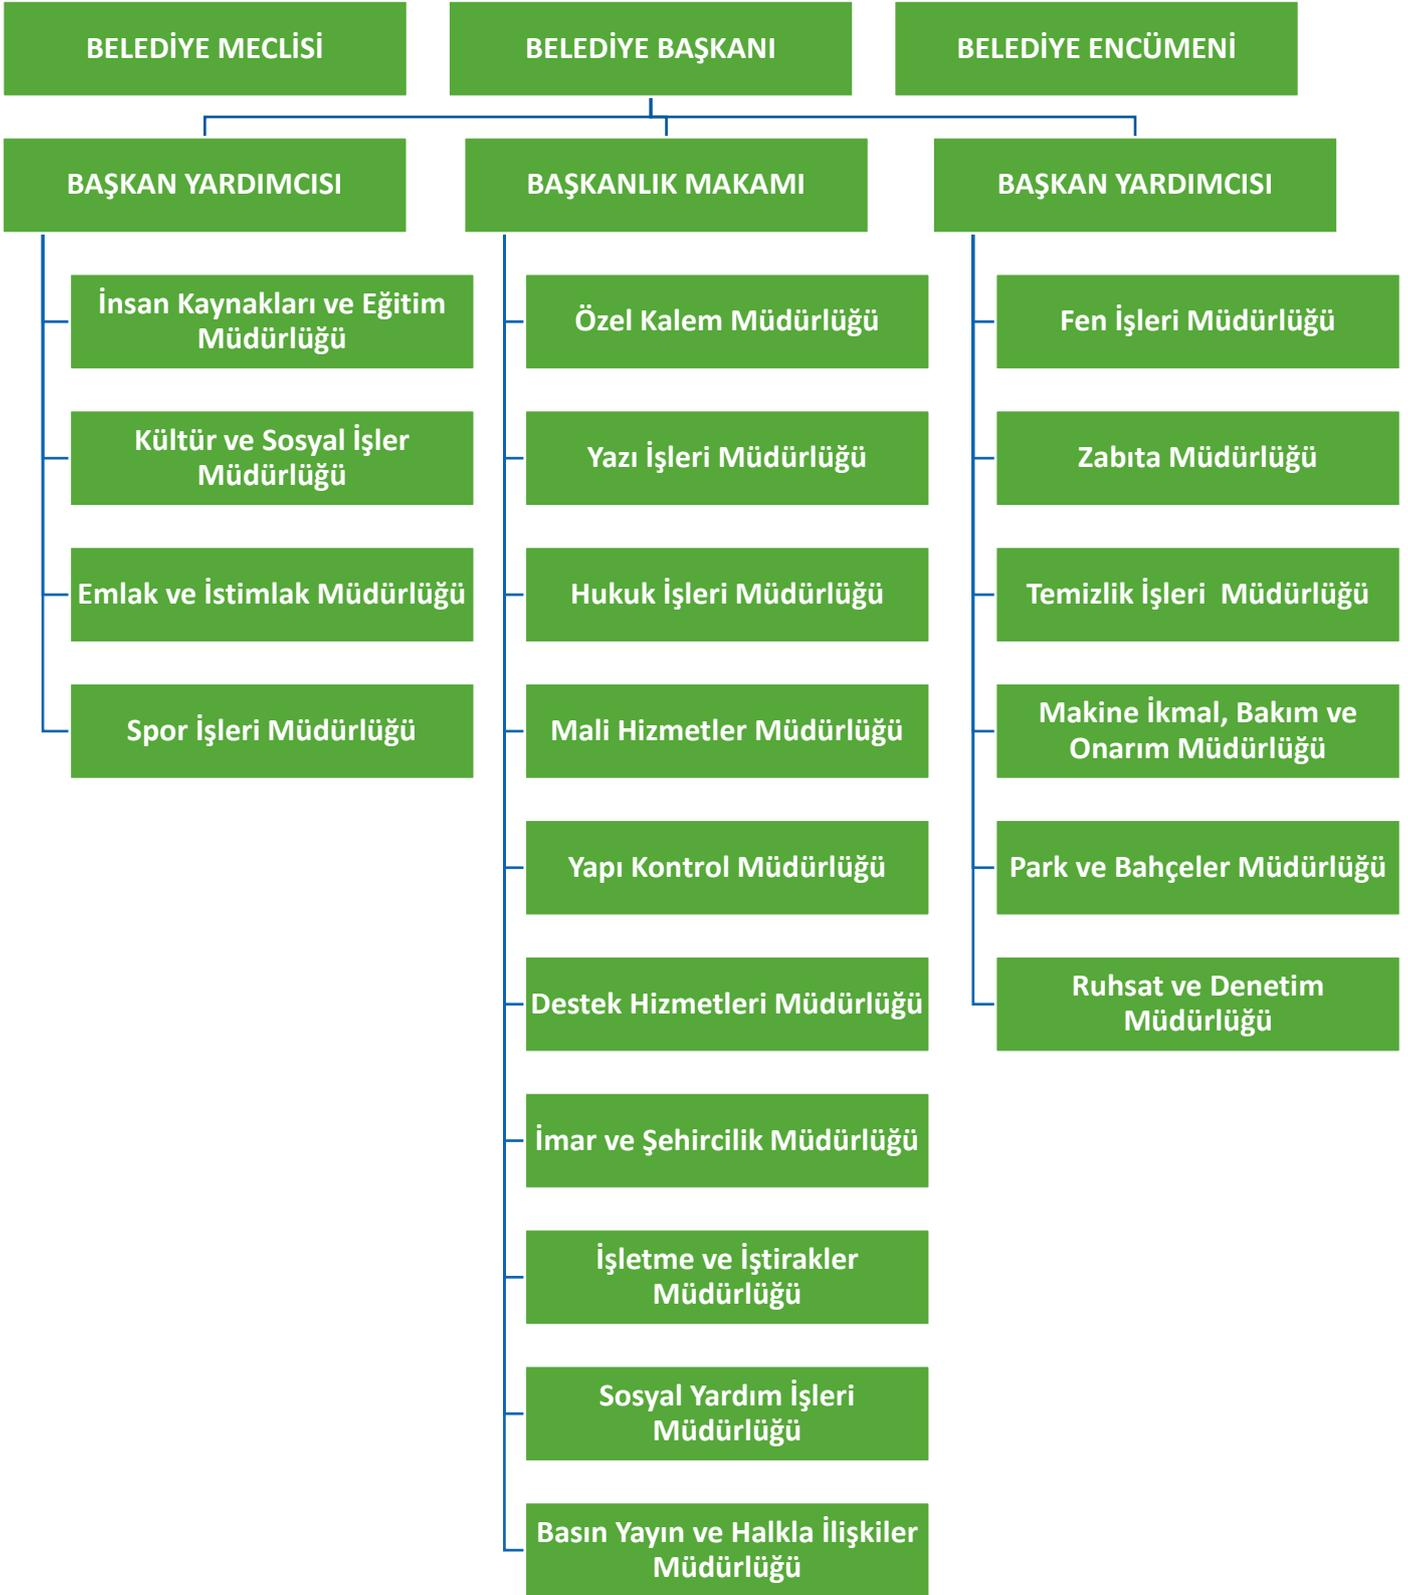 BELEDİYE MECLİSİ
BELEDİYE BAŞKANI
BELEDİYE ENCÜMENİ
BAŞKAN YARDIMCISI
İnsan Kaynakları ve Eğitim
Müdürlüğü
Kültür ve Sosyal İşler
Müdürlüğü
Emlak ve İstimlak Müdürlüğü
Spor İşleri Müdürlüğü
BAŞKANLIK MAKAMI
Özel Kalem Müdürlüğü
Yazı İşleri Müdürlüğü
Hukuk İşleri Müdürlüğü
Mali Hizmetler Müdürlüğü
Yapı Kontrol Müdürlüğü
Destek Hizmetleri Müdürlüğü
İmar ve Şehircilik Müdürlüğü
İşletme ve İştirakler
Müdürlüğü
Sosyal Yardım İşleri
Müdürlüğü
Basın Yayın ve Halkla İlişkiler
Müdürlüğü
BAŞKAN YARDIMCISI
Fen İşleri Müdürlüğü
Zabıta Müdürlüğü
Temizlik İşleri  Müdürlüğü
Makine İkmal, Bakım ve
Onarım Müdürlüğü
Park ve Bahçeler Müdürlüğü
Ruhsat ve Denetim
Müdürlüğü